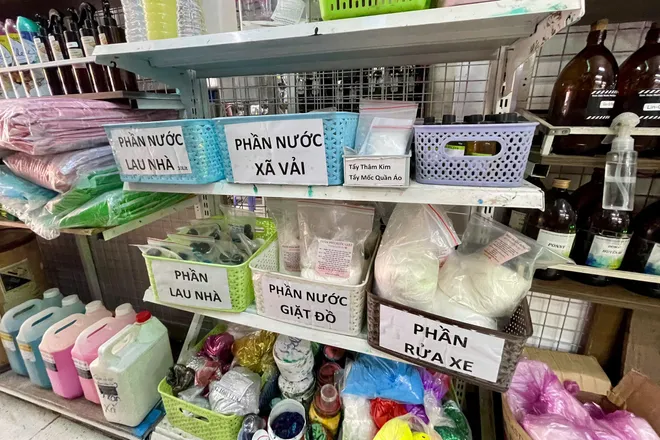 PHẦN NƯỚC
LAU NHÀ
PHẦN NƯỚC
XÃ VẢI
Tẩy Thâm Kim
Tẩy Mốc Quần Áo
PHẦN
LAU NHÀ
PHẦN NƯỚC
GIẶT ĐỒ
PHẦN
RỬA XE